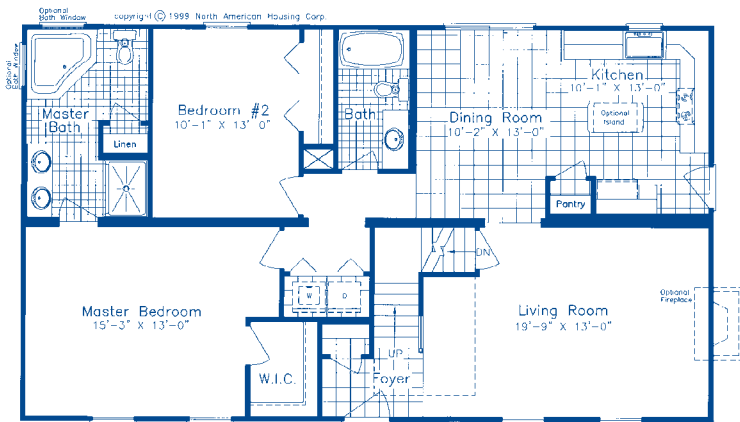 Optional
Bath Window
copyright © 1999 North American Housing Corp.
Optional
Bath Window
Master
Bath
Linen
Bedroom #2
10'-1" X 13'-0"
Bath
Dining Room
10'-2" X 13'-0"
Kitchen
10'-1" X 13'-0"
Optional
Island
Pantry
DN
Master Bedroom
15'-3" X 13'-0"
W
D
Living Room
19'-9" X 13'-0"
Optional
Fireplace
W.I.C.
UP
Foyer